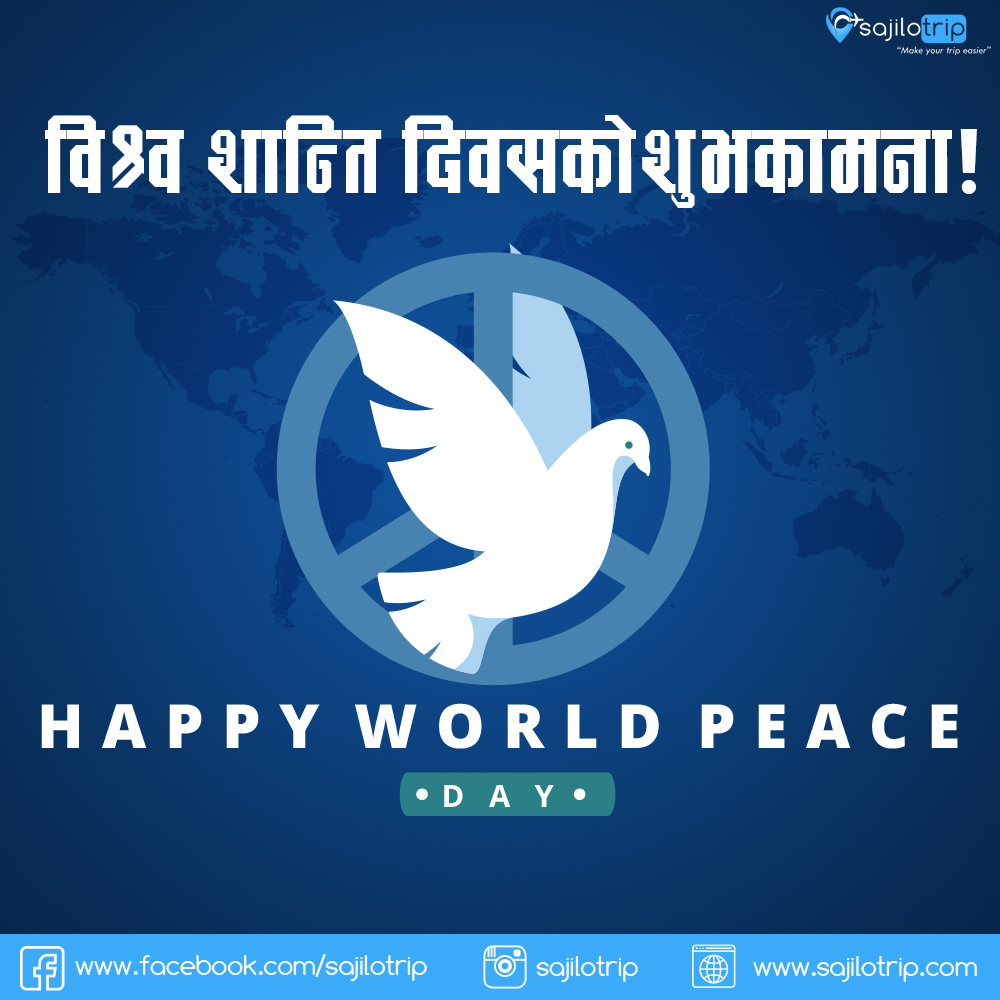 sajilotrip
"Make your trip easier"
विश्व शान्ति दिवसको शुभकामना!
HAPPY WORLD PEACE
• DAY •
www.facebook.com/sajilotrip
sajilotrip
www.sajilotrip.com